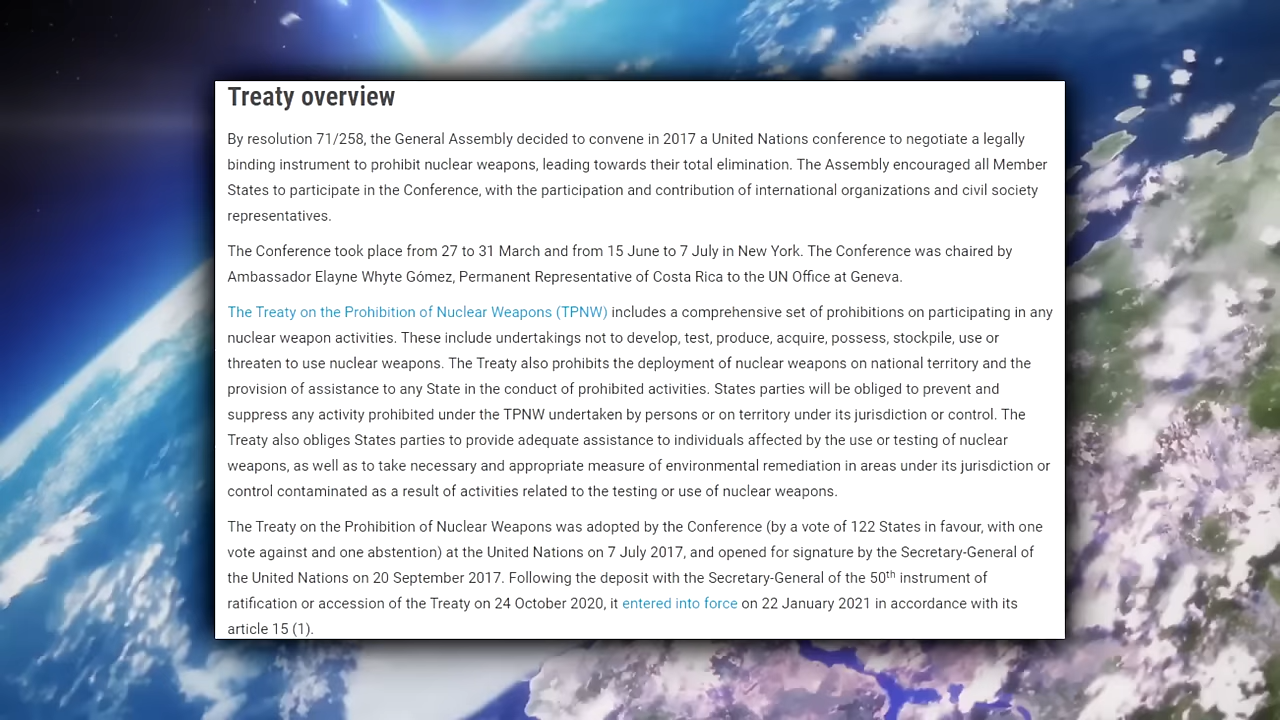 Treaty overview
By resolution 71/258, the General Assembly decided to convene in 2017 a United Nations conference to negotiate a legally
binding instrument to prohibit nuclear weapons, leading towards their total elimination. The Assembly encouraged all Member
States to participate in the Conference, with the participation and contribution of international organizations and civil society
representatives.
The Conference took place from 27 to 31 March and from 15 June to 7 July in New York. The Conference was chaired by
Ambassador Elayne Whyte Gómez, Permanent Representative of Costa Rica to the UN Office at Geneva.
The Treaty on the Prohibition of Nuclear Weapons (TPNW) includes a comprehensive set of prohibitions on participating in any
nuclear weapon activities. These include undertakings not to develop, test, produce, acquire, possess, stockpile, use or
threaten to use nuclear weapons. The Treaty also prohibits the deployment of nuclear weapons on national territory and the
provision of assistance to any State in the conduct of prohibited activities. States parties will be obliged to prevent and
suppress any activity prohibited under the TPNW undertaken by persons or on territory under its jurisdiction or control. The
Treaty also obliges States parties to provide adequate assistance to individuals affected by the use or testing of nuclear
weapons, as well as to take necessary and appropriate measure of environmental remediation in areas under its jurisdiction or
control contaminated as a result of activities related to the testing or use of nuclear weapons.
The Treaty on the Prohibition of Nuclear Weapons was adopted by the Conference (by a vote of 122 States in favour, with one
vote against and one abstention) at the United Nations on 7 July 2017, and opened for signature by the Secretary-General of
the United Nations on 20 September 2017. Following the deposit with the Secretary-General of the 50th instrument of
ratification or accession of the Treaty on 24 October 2020, it entered into force on 22 January 2021 in accordance with its
article 15 (1).